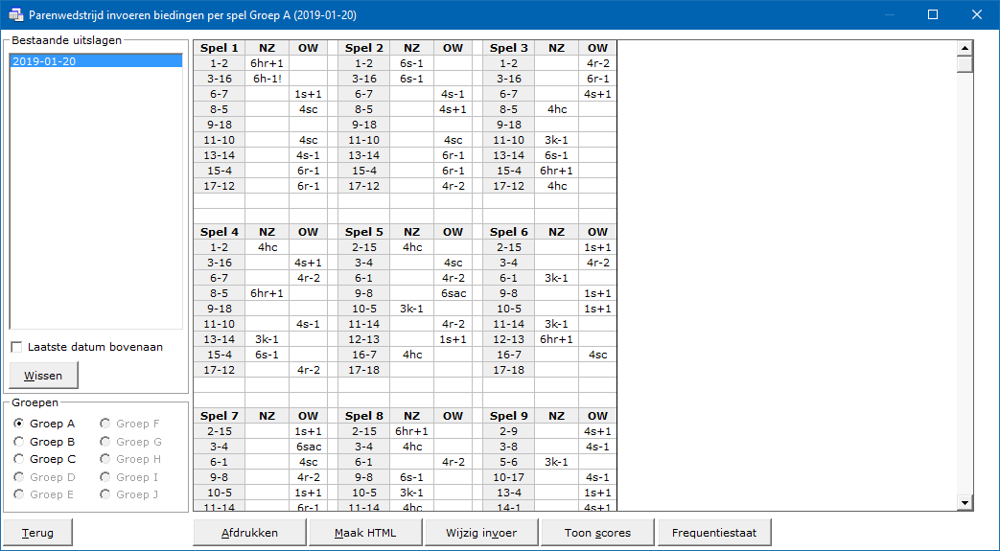 Parenwedstrijd invoeren biedingen per spel Groep A (2019-01-20)
Bestaande uitslagen
2019-01-20
Laatste datum bovenaan
Wissen
Groepen
Groep A Groep F
Groep B Groep G
Groep C Groep H
Groep D Groep I
Groep E Groep J
Spel 1 NZ OW Spel 2 NZ OW Spel 3 NZ OW
1-2 6hr+1 1-2 6s-1 1-2 4r-2
3-16 6h-1! 3-16 6s-1 3-16 6r-1
6-7 1s+1 6-7 4s-1 6-7 4s+1
8-5 4sc 8-5 4s+1 8-5 4hc
9-18 9-18 9-18
11-10 4sc 11-10 4sc 11-10 3k-1
13-14 4s-1 13-14 6r-1 13-14 6s-1
15-4 6r-1 15-4 6r-1 15-4 6hr+1
17-12 6r-1 17-12 4r-2 17-12 4hc
Spel 4 NZ OW Spel 5 NZ OW Spel 6 NZ OW
1-2 4hc 2-15 4hc 2-15 1s+1
3-16 4s+1 3-4 4sc 3-4 4r-2
6-7 4r-2 6-1 4r-2 6-1 3k-1
8-5 6hr+1 9-8 6sac 9-8 1s+1
9-18 10-5 3k-1 10-5 1s+1
11-10 4s-1 11-14 4r-2 11-14 3k-1
13-14 3k-1 12-13 1s+1 12-13 6hr+1
15-4 6s-1 16-7 4hc 16-7 4sc
17-12 4r-2 17-18 17-18
Spel 7 NZ OW Spel 8 NZ OW Spel 9 NZ OW
2-15 1s+1 2-15 6hr+1 2-9 4s+1
3-4 6sac 3-4 4hc 3-8 4s-1
6-1 4sc 6-1 4r-2 5-6 3k-1
9-8 4r-2 9-8 6s-1 10-17 4s-1
10-5 1s+1 10-5 3k-1 13-4 1s+1
11-14 6r-1 11-14 4hc 14-1 4s+1
Terug Afdrukken Maak HTML Wijzig invoer Toon scores Frequentiestaat